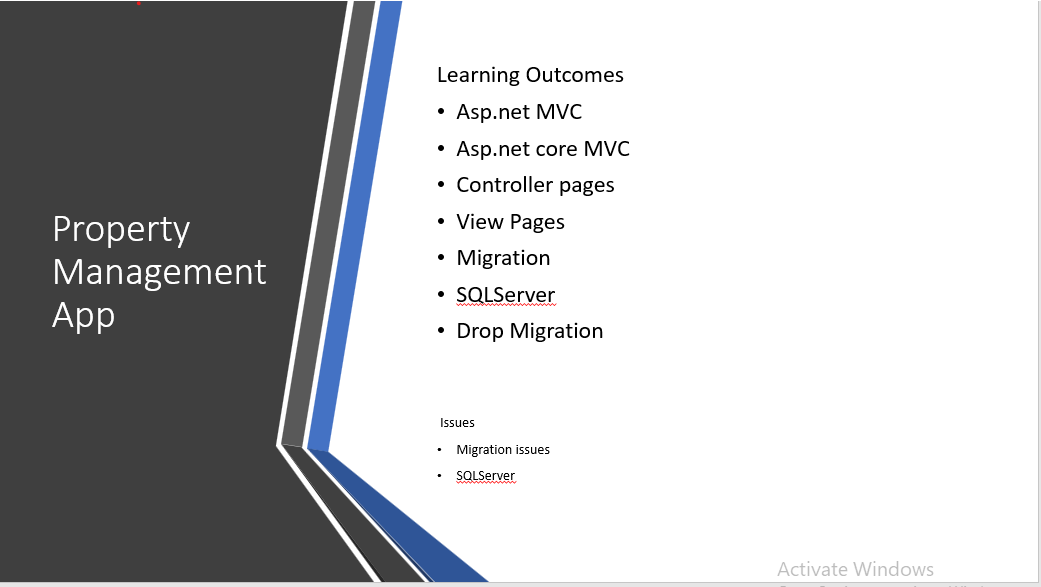 Property
Management
App
Learning Outcomes
• Asp.net MVC
• Asp.net core MVC
• Controller pages
• View Pages
• Migration
• SQLServer
• Drop Migration
Issues
• Migration issues
• SQLServer
Activate Windows